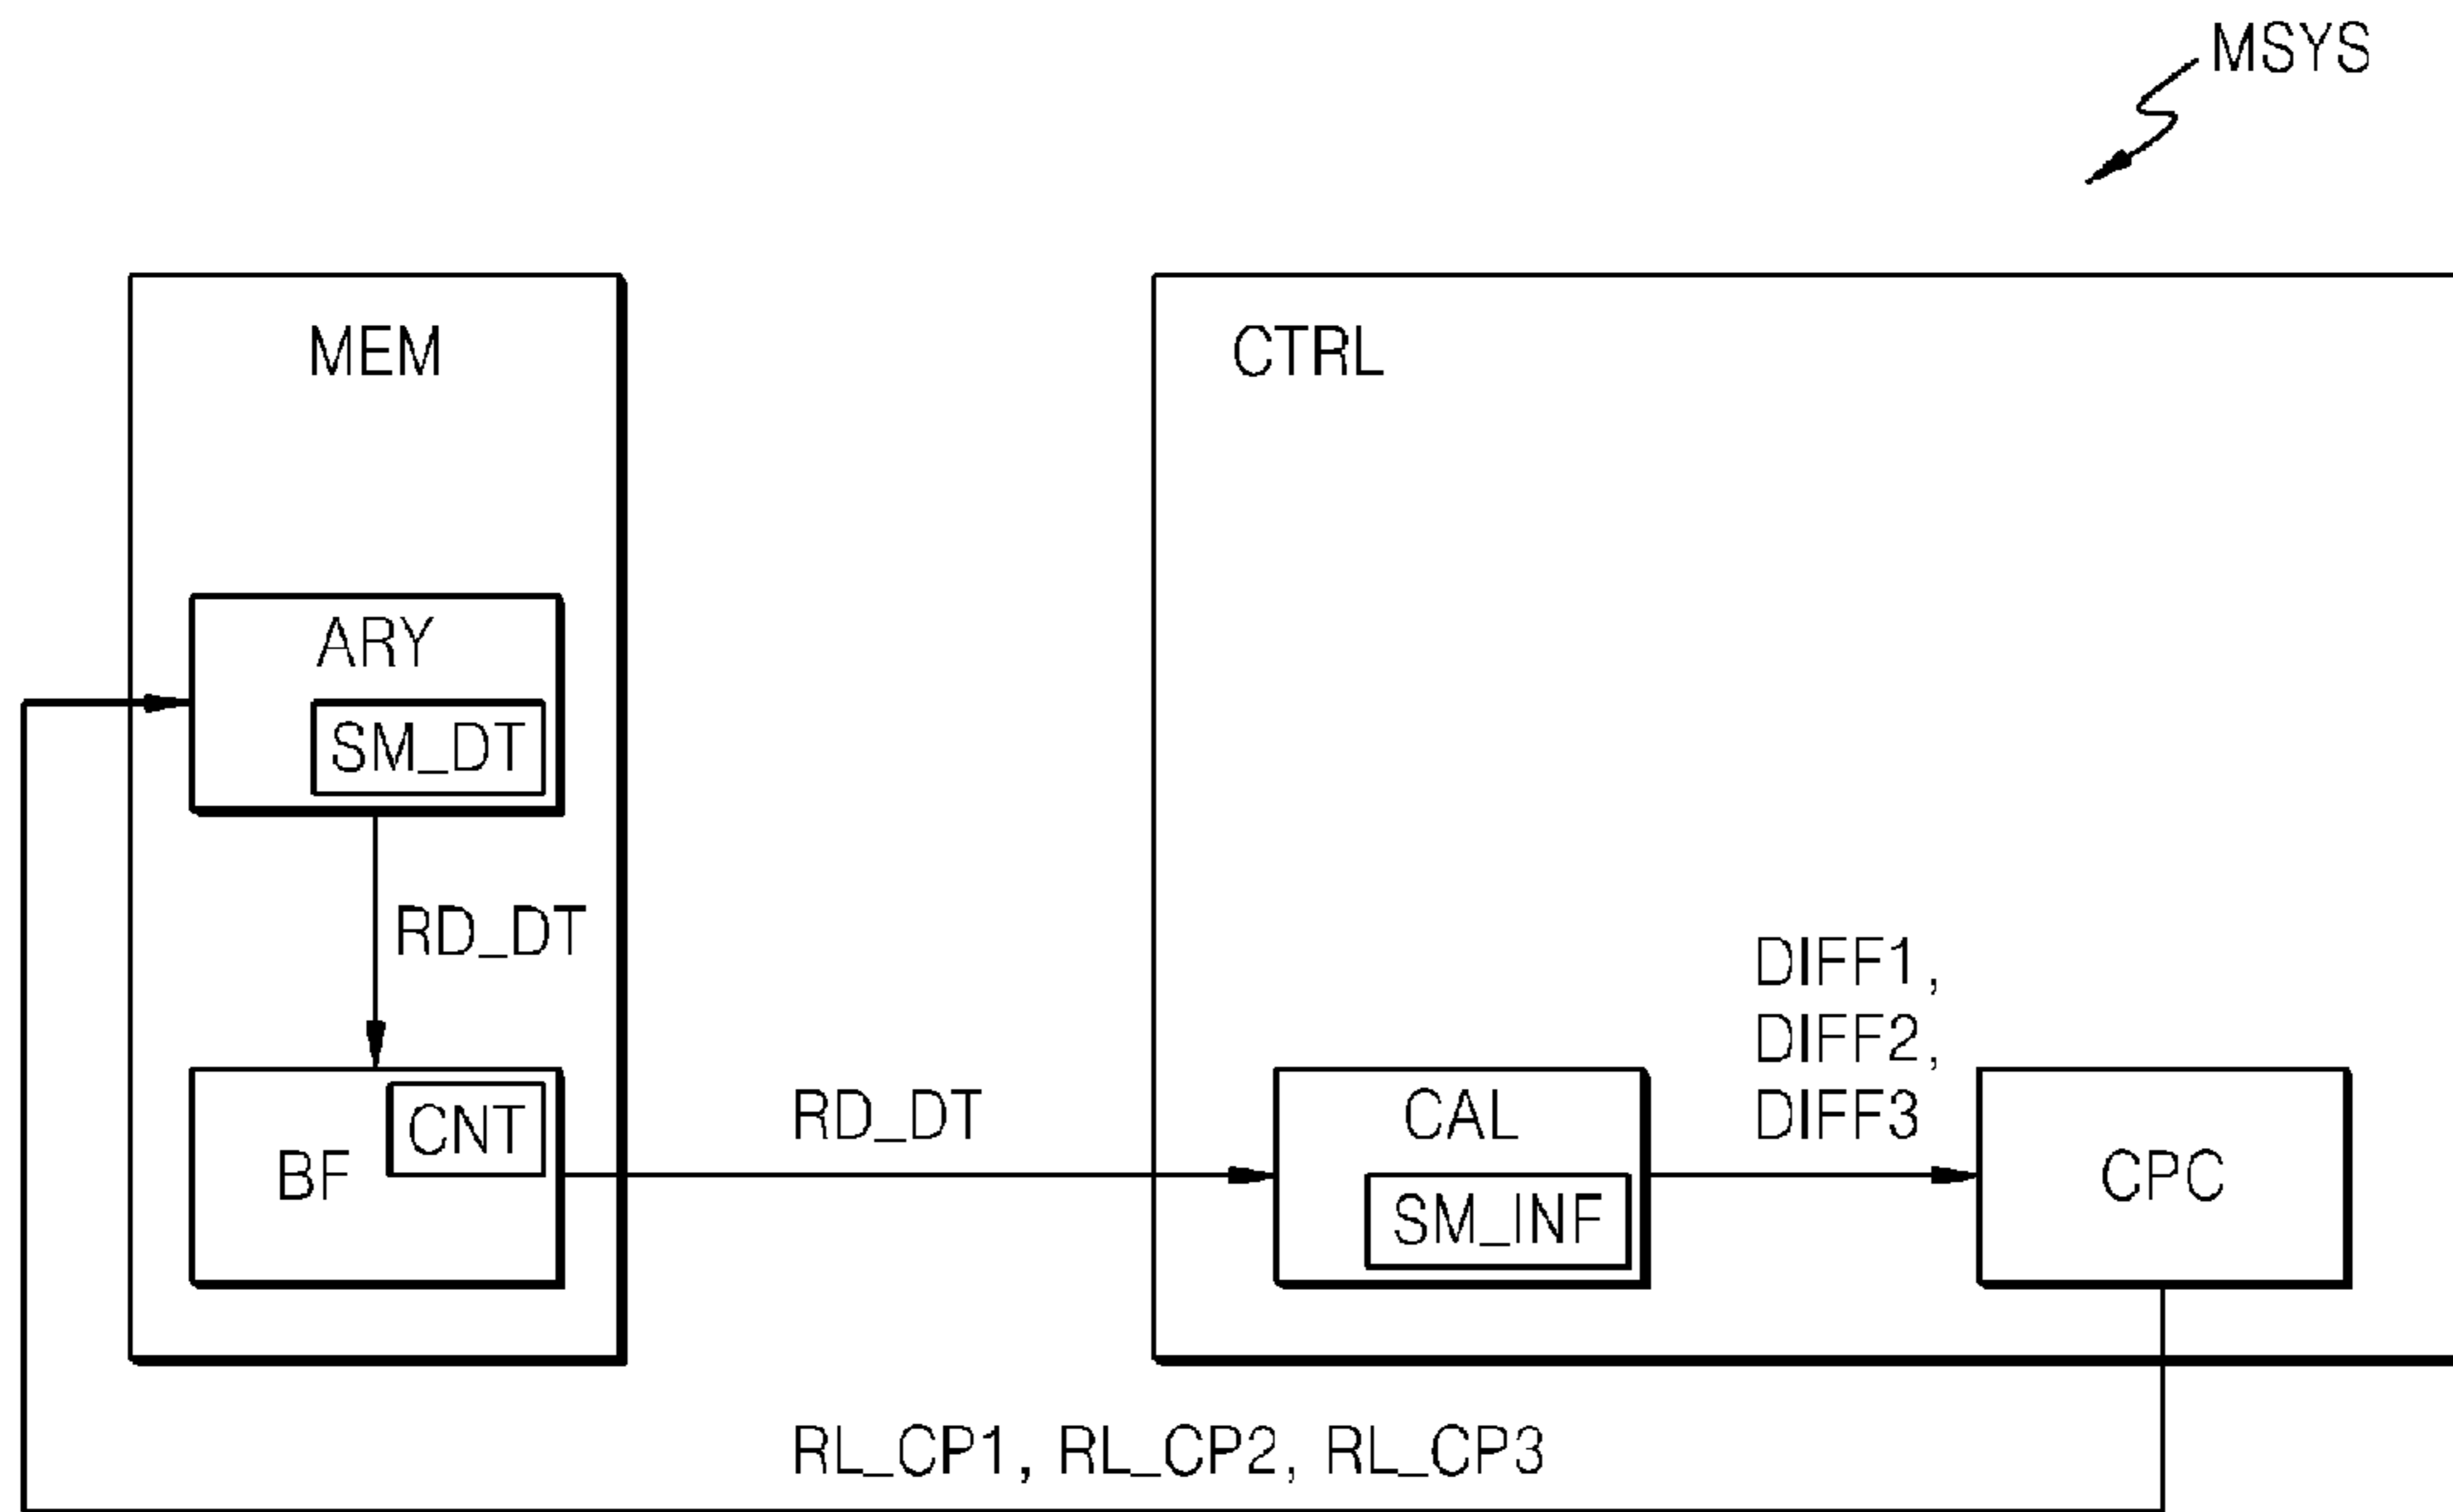 MSYS
MEM
CTRL
ARY
SM_DT
RD_DT
DIFF1,
DIFF2,
DIFF3
CNT
BF
RD_DT
CAL
SM_INF
CPC
RL_CP1, RL_CP2, RL_CP3